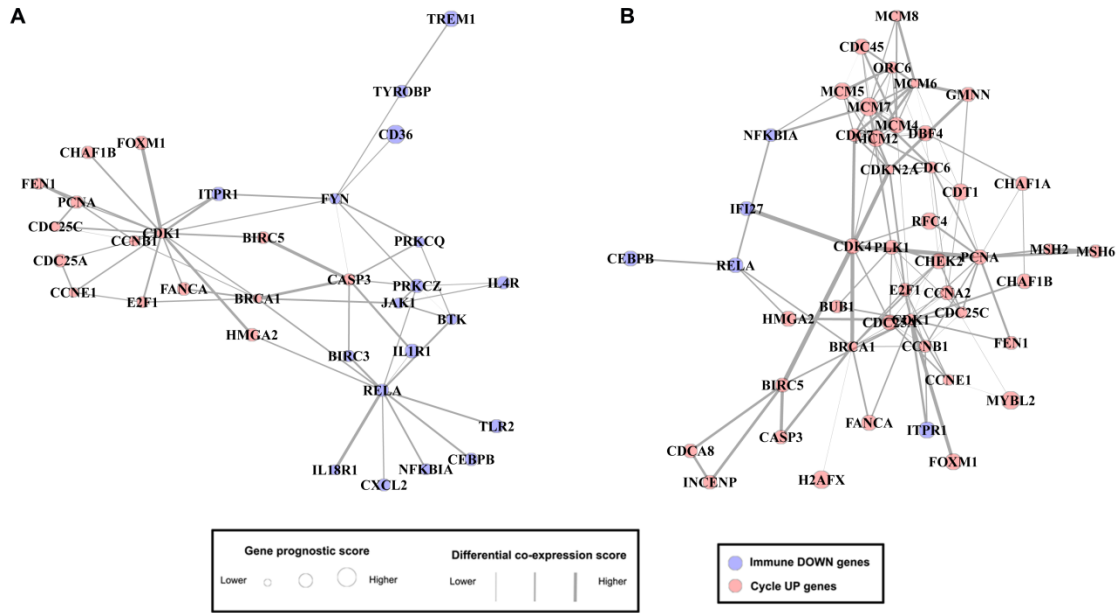 A
TREM1
TYROBP
CD36
FOXM1
CHAF1B
FEN1
ITPR1
PCNA
FYN
CDC25C
CDK1
CCNB1
BIRC5
PRKCQ
CDC25A
CASP3
PRKCZ
IL4R
CCNE1
FANCA
E2F1
BRCA1
JAK1
BTK
HMGA2
BIRC3
IL1R1
RELA
TLR2
CEBPB
IL18R1
NFKBIA
CXCL2
B
MCM8
CDC45
ORC6
MCM6
MCM5
GMNN
MCM7
MCM4
NFKBIA
CDC7
MCM2
DBF4
CDKN2A
CDC6
CHAF1A
CDT1
IFI27
RFC4
CDK4
PLK1
MSH2
MSH6
CEBPB
RELA
CHEK2
PCNA
CHAF1B
E2F1
CCNA2
BUB1
HMGA2
CDC25A
CDK1
CDC25C
BRCA1
CCNB1
FEN1
BIRC5
CCNE1
MYBL2
FANCA
ITPR1
CASP3
CDCA8
FOXM1
INCENP
H2AFX
Gene prognostic score
Lower
Higher
Differential co-expression score
Lower
Higher
Immune DOWN genes
Cycle UP genes